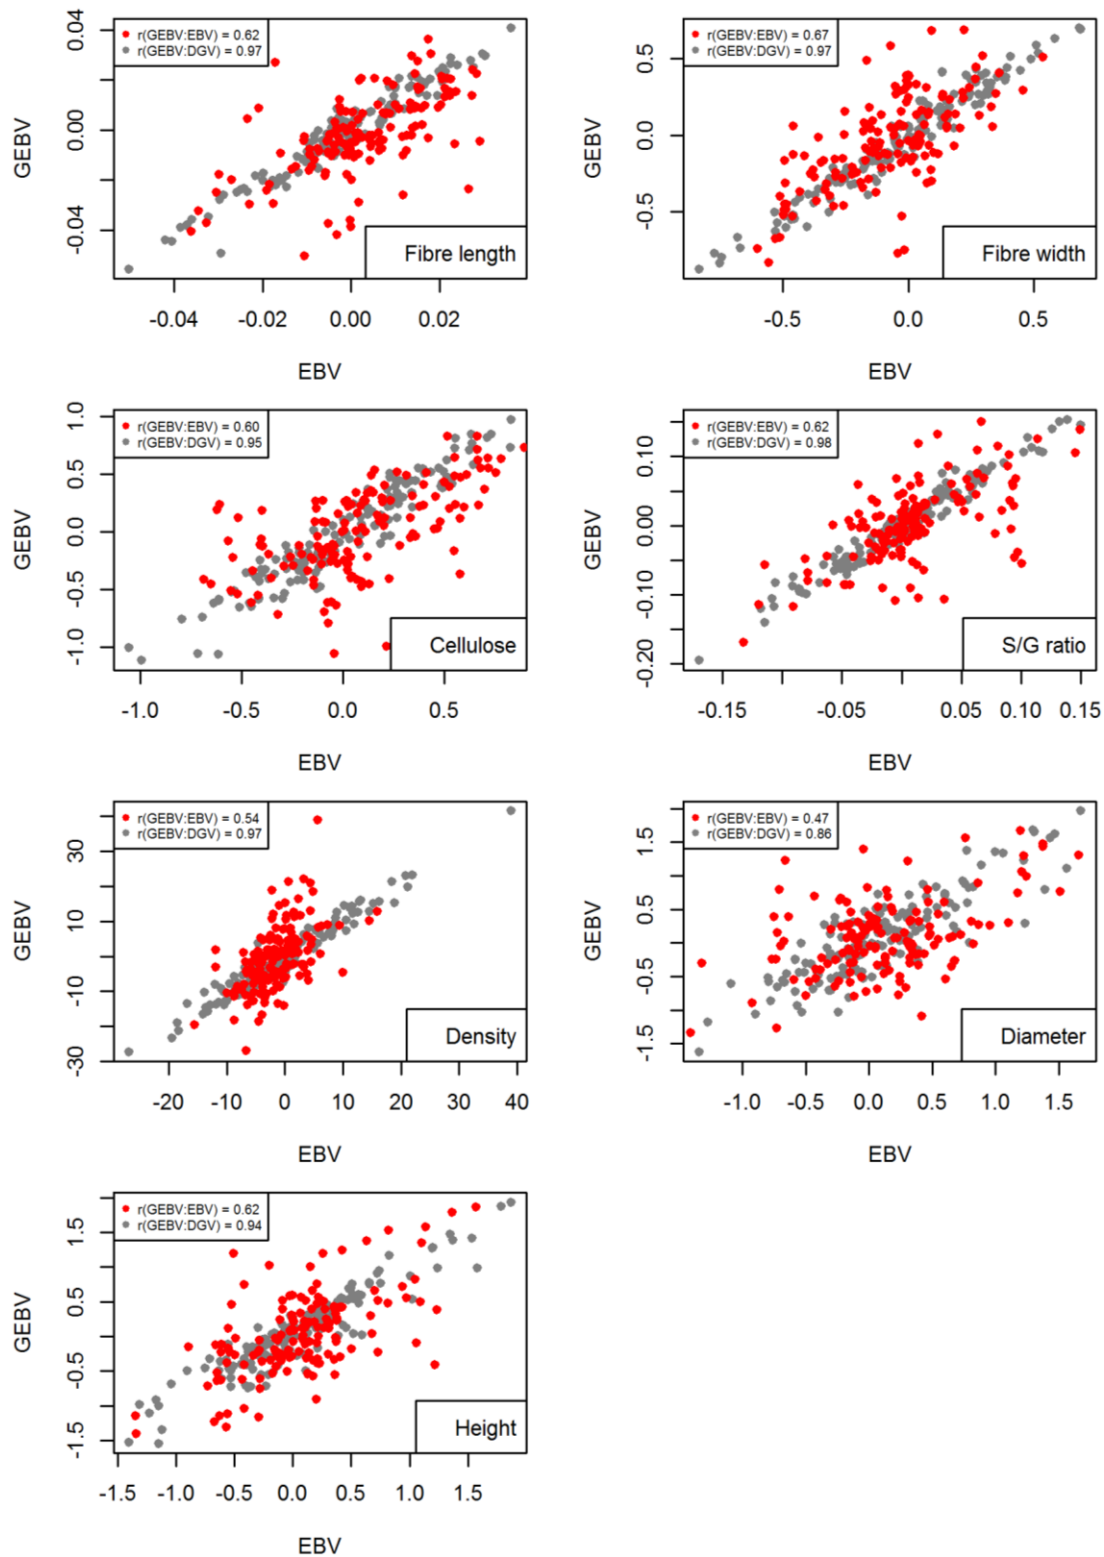 r(GEBV:EBV) = 0.62
r(GEBV:DGV) = 0.97
0.04
0.00
-0.04
GEBV
Fibre length
-0.04 -0.02 0.00 0.02
EBV
r(GEBV:EBV) = 0.67
r(GEBV:DGV) = 0.97
0.5
0.0
-0.5
GEBV
Fibre width
-0.5 0.0 0.5
EBV
r(GEBV:EBV) = 0.60
r(GEBV:DGV) = 0.95
1.0
0.5
0.0
-0.5
-1.0
GEBV
Cellulose
-1.0 -0.5 0.0 0.5
EBV
r(GEBV:EBV) = 0.62
r(GEBV:DGV) = 0.98
0.10
0.00
-0.10
-0.20
GEBV
S/G ratio
-0.15 -0.05 0.05 0.10 0.15
EBV
r(GEBV:EBV) = 0.54
r(GEBV:DGV) = 0.97
30
10
-10
-30
GEBV
Density
-20 -10 0 10 20 30 40
EBV
r(GEBV:EBV) = 0.47
r(GEBV:DGV) = 0.86
1.5
0.5
-0.5
-1.5
GEBV
Diameter
-1.0 -0.5 0.0 0.5 1.0 1.5
EBV
r(GEBV:EBV) = 0.62
r(GEBV:DGV) = 0.94
1.5
0.5
-0.5
-1.5
GEBV
Height
-1.5 -1.0 -0.5 0.0 0.5 1.0 1.5
EBV